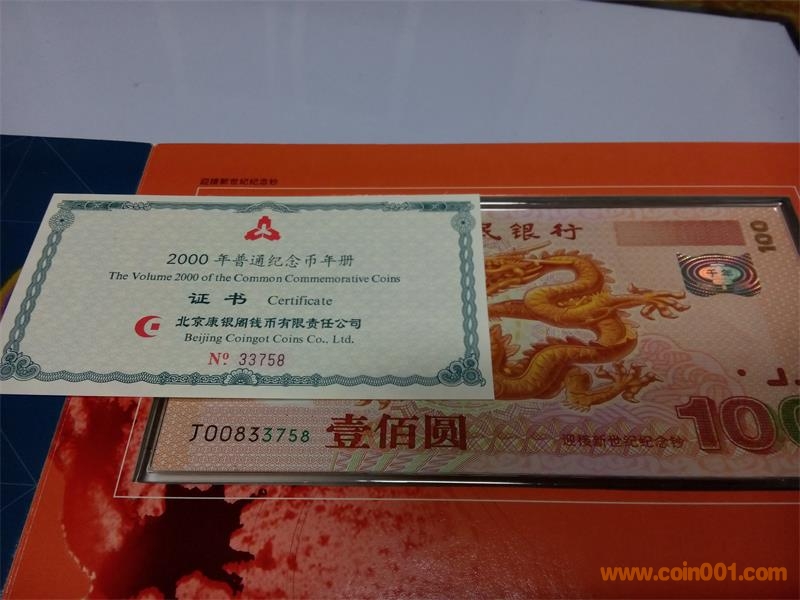 迎接新世纪纪念钞
2000 年普通纪念币年册
The Volume 2000 of the Common Commemorative Coins
证 书 Certificate
北京康银阁钱币有限责任公司
Beijing Coingot Coins Co., Ltd.
Nº 33758
民银行
100
千年
J00833758
壹佰圆
迎接新世纪纪念钞
100
www.coin001.com